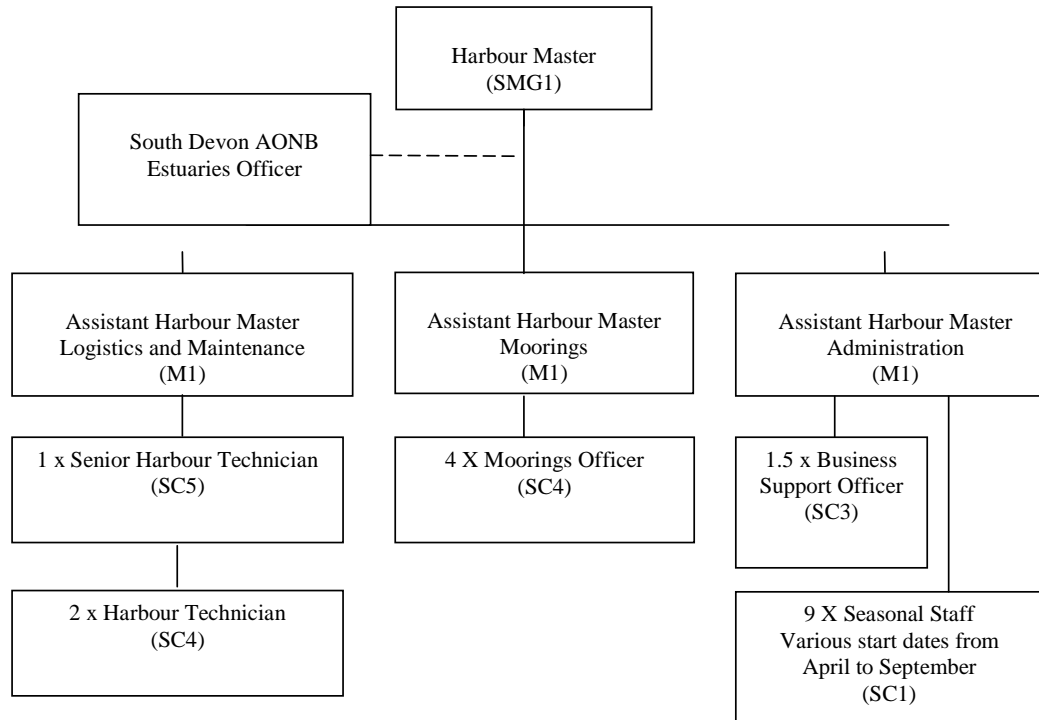 Harbour Master
(SMG1)
South Devon AONB
Estuaries Officer
Assistant Harbour Master
Logistics and Maintenance
(M1)
Assistant Harbour Master
Moorings
(M1)
Assistant Harbour Master
Administration
(M1)
1 x Senior Harbour Technician
(SC5)
4 X Moorings Officer
(SC4)
1.5 x Business
Support Officer
(SC3)
2 x Harbour Technician
(SC4)
9 X Seasonal Staff
Various start dates from
April to September
(SC1)